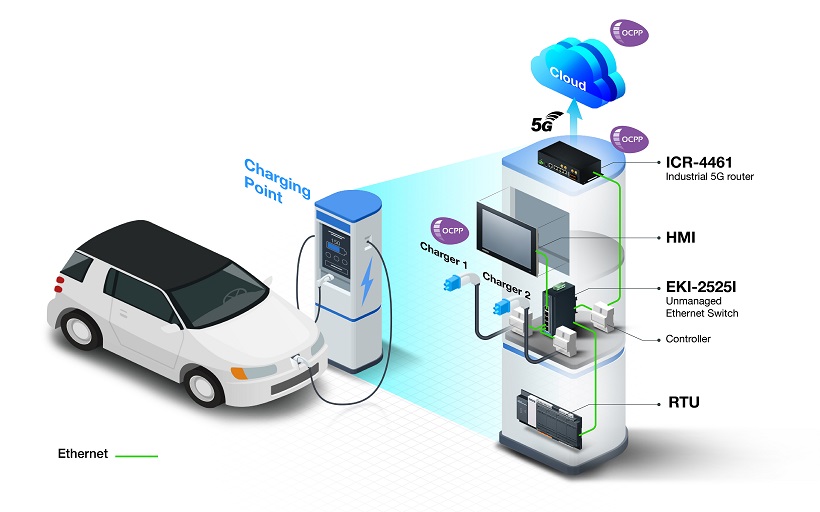 OCPP
Cloud
5G
OCPP
ICR-4461
Industrial 5G router
Charging
Point
OCPP
HMI
Charger 1
Charger 2
EKI-2525I
Unmanaged
Ethernet Switch
Controller
RTU
Ethernet